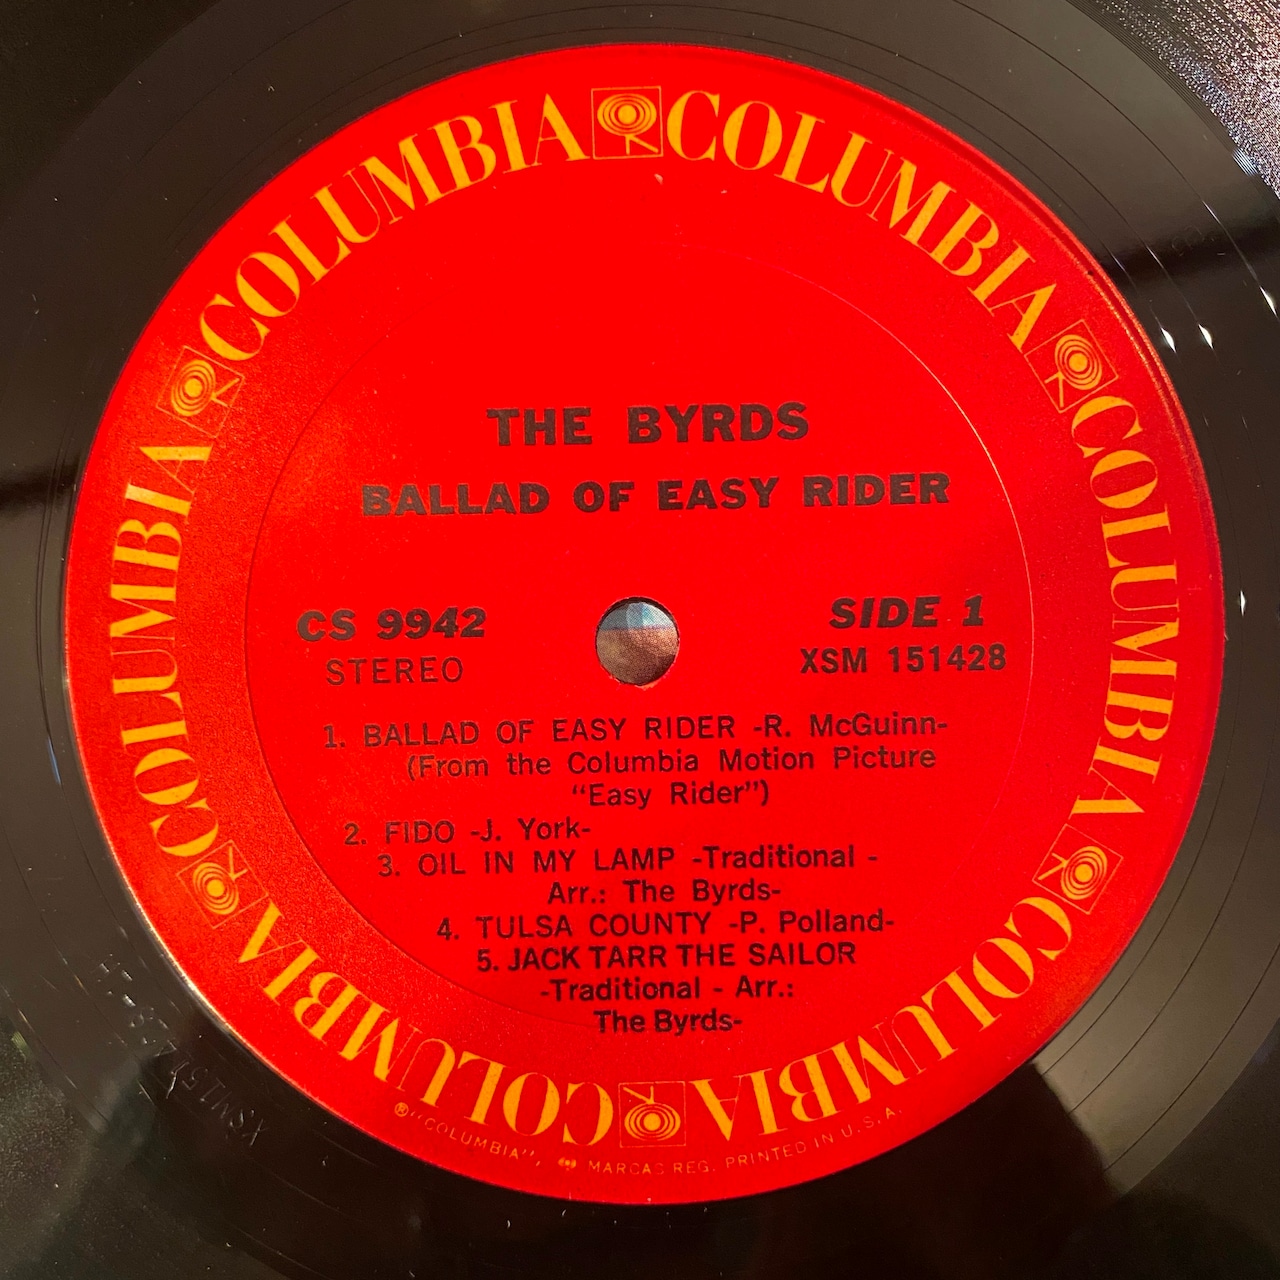 COLUMBIA COLUMBIA COLUMBIA COLUMBIA COLUMBIA COLUMBIA
THE BYRDS
BALLAD OF EASY RIDER
CS 9942
STEREO
SIDE 1
XSM 151428
1. BALLAD OF EASY RIDER -R. McGuinn-
(From the Columbia Motion Picture
"Easy Rider")
2. FIDO -J. York-
3. OIL IN MY LAMP -Traditional -
Arr.: The Byrds-
4. TULSA COUNTY -P. Polland-
5. JACK TARR THE SAILOR
-Traditional - Arr.:
The Byrds-
®"COLUMBIA", MARCAS REG. PRINTED IN U.S.A.